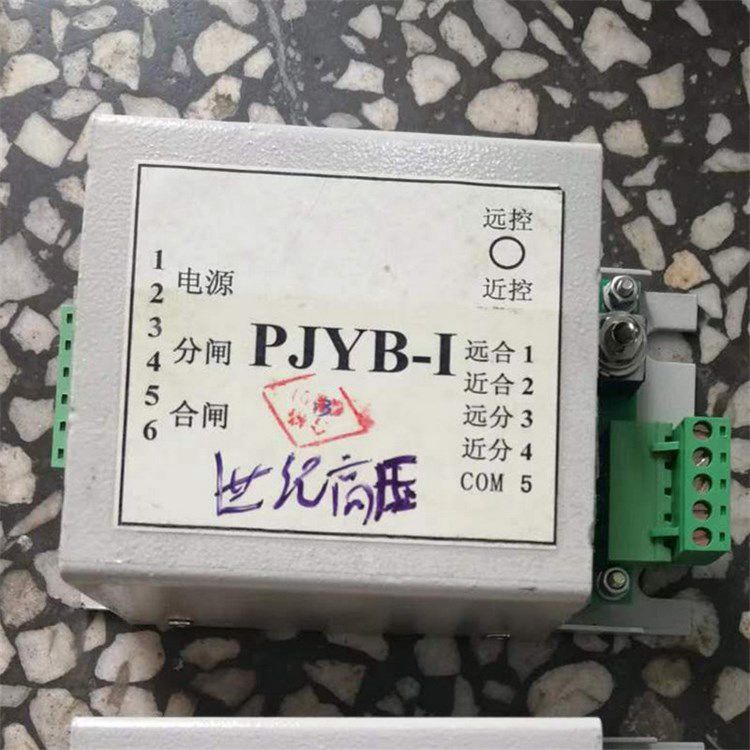 远控
近控
1
2 电源
3
4 分闸
5
6 合闸
PJYB-I
远合 1
近合 2
远分 3
近分 4
COM 5
世纪高压